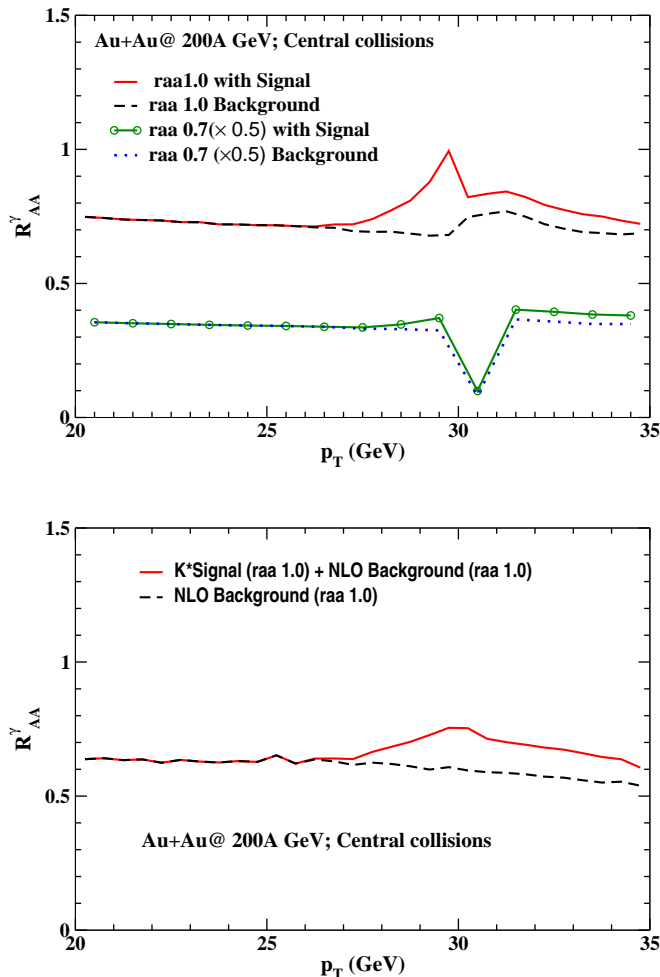 1.5
Au+Au@ 200A GeV; Central collisions
raa1.0 with Signal
raa 1.0 Background
raa 0.7(× 0.5) with Signal
raa 0.7 (×0.5) Background
1
R^γ_AA
0.5
0
20 25 30 35
p_T (GeV)
1.5
K*Signal (raa 1.0) + NLO Background (raa 1.0)
NLO Background (raa 1.0)
1
R^γ_AA
0.5
Au+Au@ 200A GeV; Central collisions
0
20 25 30 35
p_T (GeV)